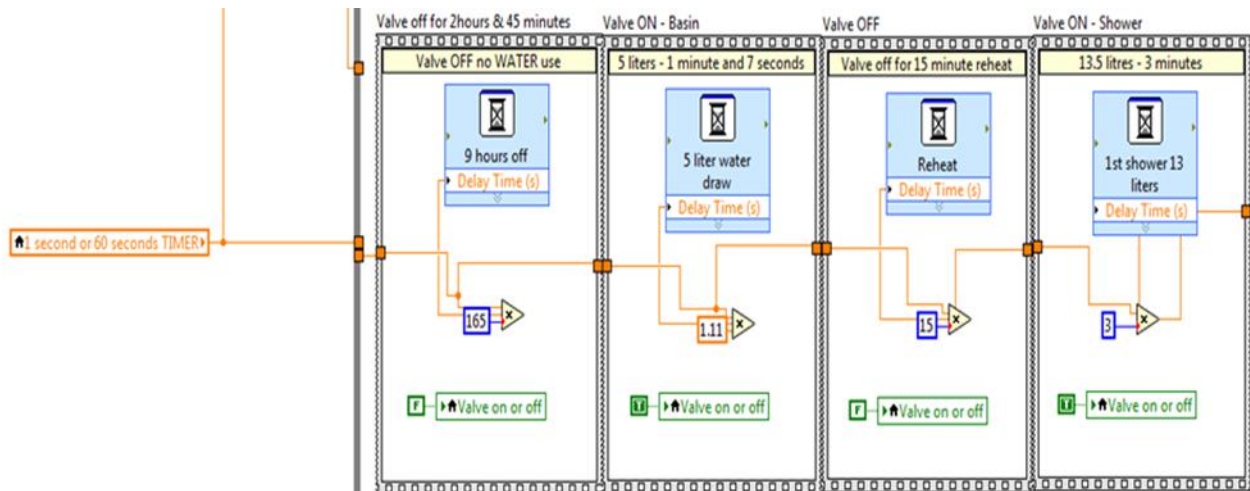 Valve off for 2hours & 45 minutes
Valve ON - Basin
Valve OFF
Valve ON - Shower
Valve OFF no WATER use
5 liters - 1 minute and 7 seconds
Valve off for 15 minute reheat
13.5 litres - 3 minutes
9 hours off
Delay Time (s)
5 liter water
draw
Delay Time (s)
Reheat
Delay Time (s)
1st shower 13
liters
Delay Time (s)
1 second or 60 seconds TIMER
165
x
1.11
x
15
x
3
x
F
Valve on or off
T
Valve on or off
F
Valve on or off
T
Valve on or off